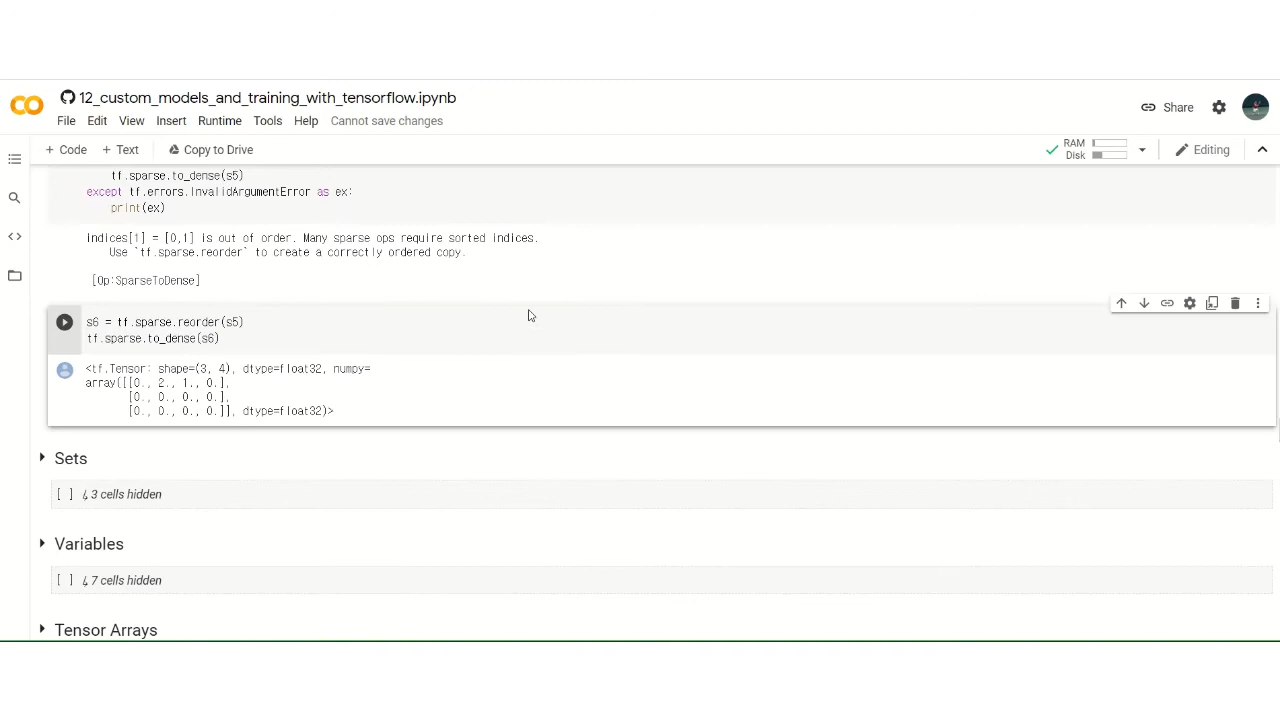 12_custom_models_and_training_with_tensorflow.ipynb
Share
File Edit View Insert Runtime Tools Help Cannot save changes
+ Code + Text Copy to Drive
RAM
Disk
Editing
tf.sparse.to_dense(s5)
except tf.errors.InvalidArgumentError as ex:
print(ex)
indices[1] = [0,1] is out of order. Many sparse ops require sorted indices.
Use `tf.sparse.reorder` to create a correctly ordered copy.
[Op:SparseToDense]
s6 = tf.sparse.reorder(s5)
tf.sparse.to_dense(s6)
<tf.Tensor: shape=(3, 4), dtype=float32, numpy=
array([[0., 2., 1., 0.],
[0., 0., 0., 0.],
[0., 0., 0., 0.]], dtype=float32)>
Sets
[ ] ↳ 3 cells hidden
Variables
[ ] ↳ 7 cells hidden
Tensor Arrays